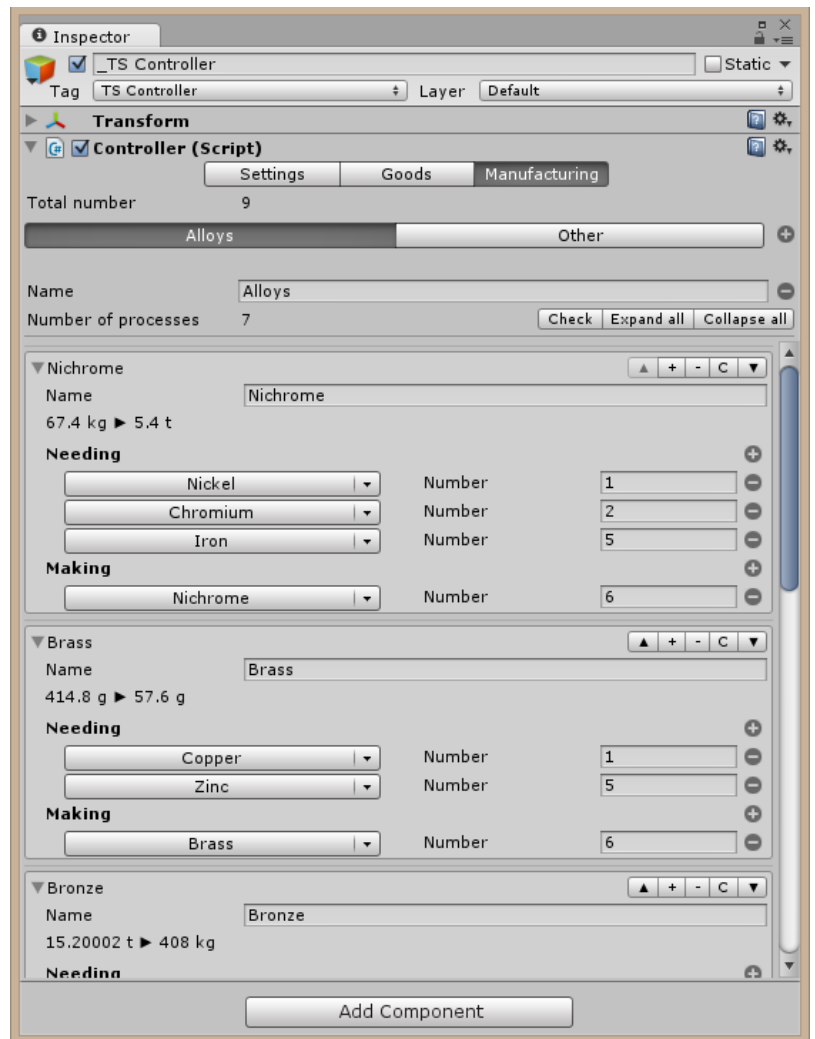 Inspector
_TS Controller Static
Tag TS Controller Layer Default
Transform
Controller (Script)
Settings Goods Manufacturing
Total number 9
Alloys Other
Name Alloys
Number of processes 7 Check Expand all Collapse all
▼Nichrome ▲ + - C ▼
Name Nichrome
67.4 kg ► 5.4 t
Needing
Nickel Number 1
Chromium Number 2
Iron Number 5
Making
Nichrome Number 6
▼Brass ▲ + - C ▼
Name Brass
414.8 g ► 57.6 g
Needing
Copper Number 1
Zinc Number 5
Making
Brass Number 6
▼Bronze ▲ + - C ▼
Name Bronze
15.20002 t ► 408 kg
Needing
Add Component